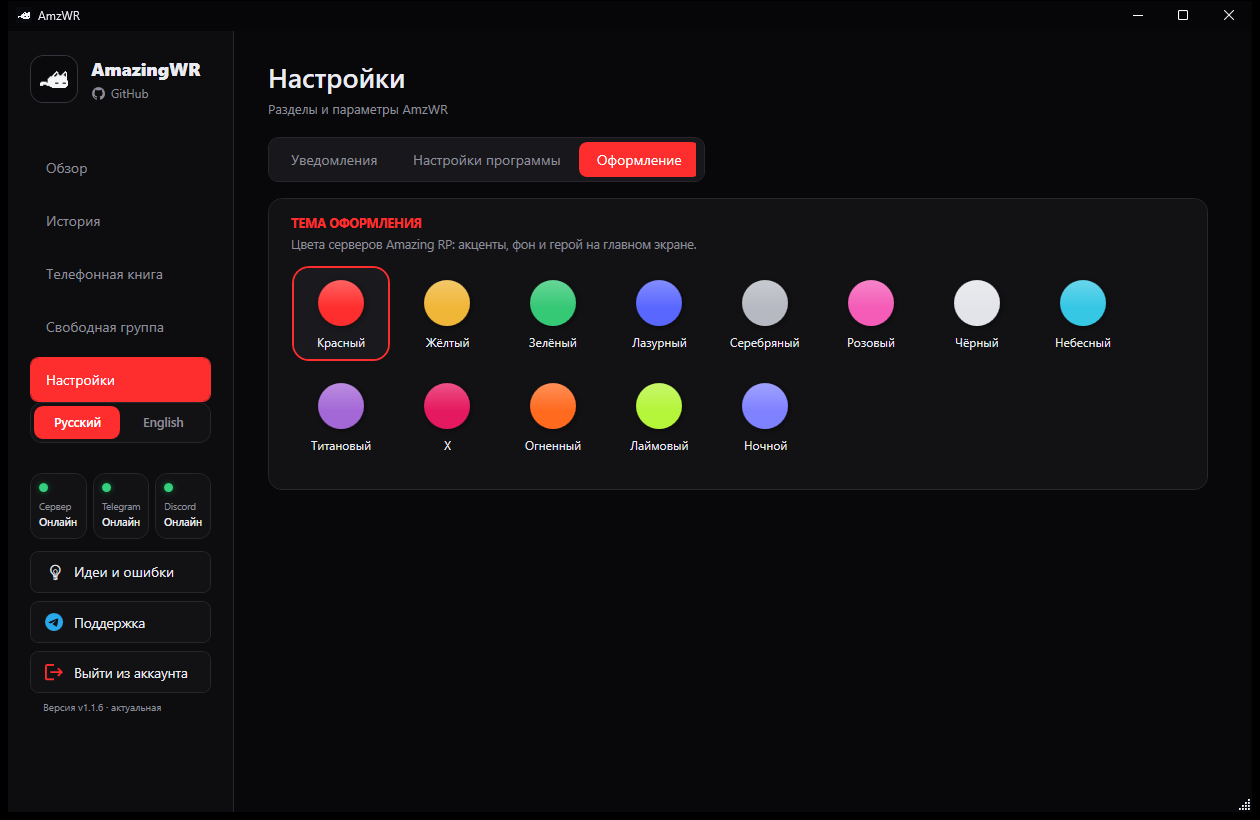 AmzWR
AmazingWR
GitHub
Обзор
История
Телефонная книга
Свободная группа
Настройки
Русский English
Сервер Telegram Discord
Онлайн Онлайн Онлайн
Идеи и ошибки
Поддержка
Выйти из аккаунта
Версия v1.1.6 · актуальная
Настройки
Разделы и параметры AmzWR
Уведомления Настройки программы Оформление
ТЕМА ОФОРМЛЕНИЯ
Цвета серверов Amazing RP: акценты, фон и герой на главном экране.
Красный Жёлтый Зелёный Лазурный Серебряный Розовый Чёрный Небесный
Титановый X Огненный Лаймовый Ночной